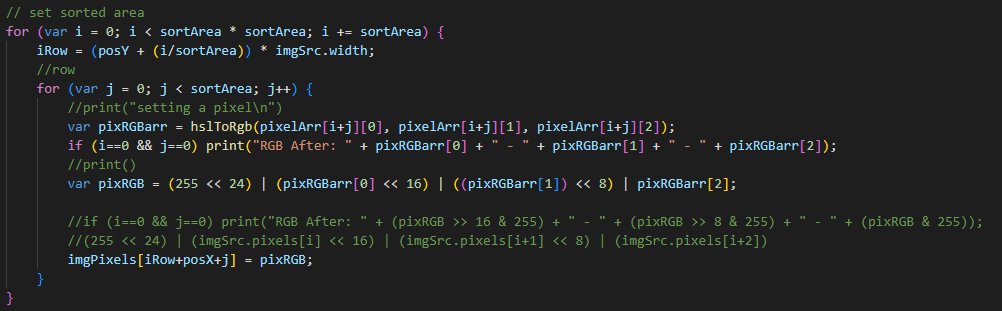 // set sorted area
for (var i = 0; i < sortArea * sortArea; i += sortArea) {
    iRow = (posY + (i/sortArea)) * imgSrc.width;
    //row
    for (var j = 0; j < sortArea; j++) {
        //print("setting a pixel\n")
        var pixRGBarr = hslToRgb(pixelArr[i+j][0], pixelArr[i+j][1], pixelArr[i+j][2]);
        if (i==0 && j==0) print("RGB After: " + pixRGBarr[0] + " - " + pixRGBarr[1] + " - " + pixRGBarr[2]);
        //print()
        var pixRGB = (255 << 24) | (pixRGBarr[0] << 16) | ((pixRGBarr[1]) << 8) | pixRGBarr[2];

        //if (i==0 && j==0) print("RGB After: " + (pixRGB >> 16 & 255) + " - " + (pixRGB >> 8 & 255) + " - " + (pixRGB & 255));
        //(255 << 24) | (imgSrc.pixels[i] << 16) | (imgSrc.pixels[i+1] << 8) | (imgSrc.pixels[i+2])
        imgPixels[iRow+posX+j] = pixRGB;
    }
}